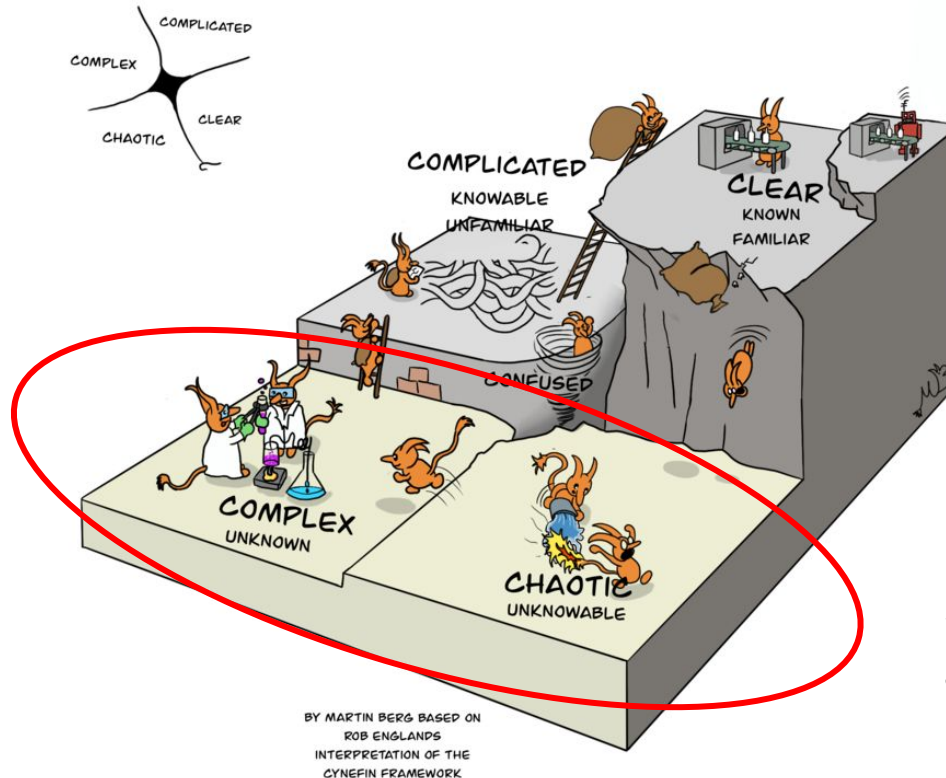 COMPLICATED
COMPLEX
CLEAR
CHAOTIC
COMPLICATED
KNOWABLE
UNFAMILIAR
CLEAR
KNOWN
FAMILIAR
CONFUSED
COMPLEX
UNKNOWN
CHAOTIC
UNKNOWABLE
BY MARTIN BERG BASED ON
ROB ENGLANDS
INTERPRETATION OF THE
CYNEFIN FRAMEWORK